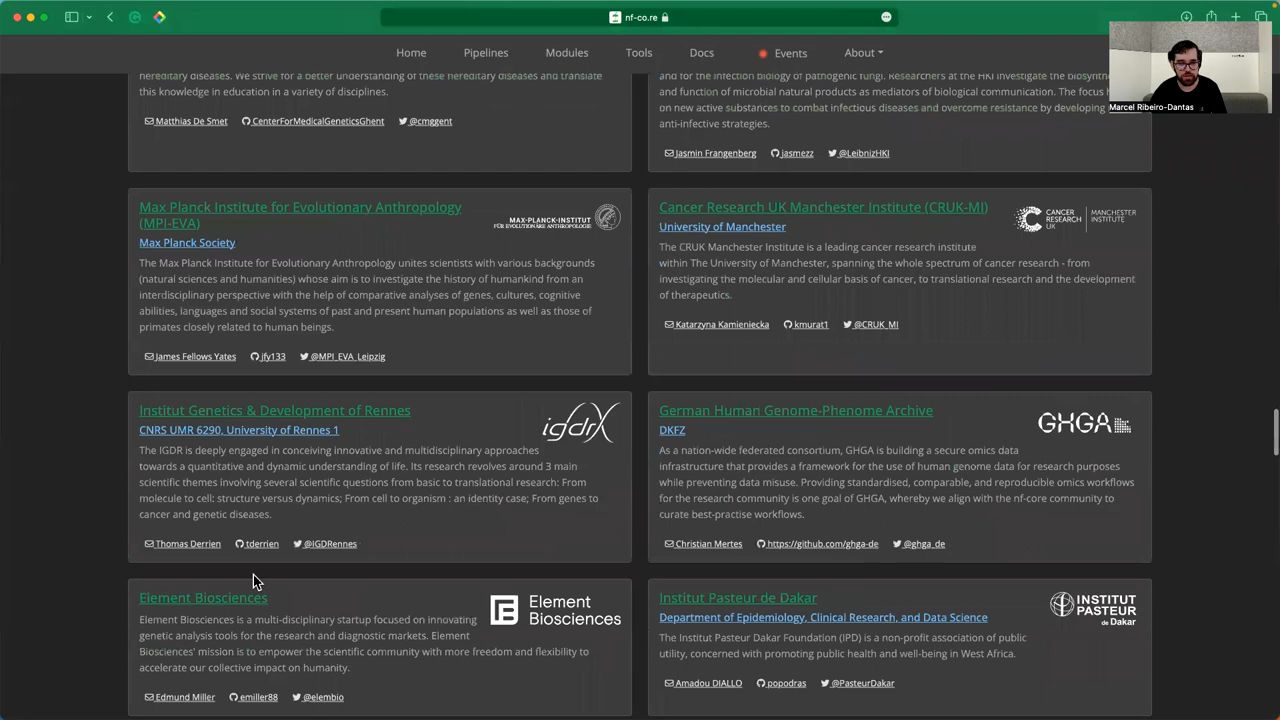 nf-co.re
Home
Pipelines
Modules
Tools
Docs
Events
About
Marcel Ribeiro-Dantas
hereditary diseases. We strive for a better understanding of these hereditary diseases and translate
this knowledge in education in a variety of disciplines.
Matthias De Smet
CenterForMedicalGeneticsGhent
@cmggent
and for the infection biology of pathogenic fungi. Researchers at the HKI investigate the biosynth
and function of microbial natural products as mediators of biological communication. The focus
on new active substances to combat infectious diseases and overcome resistance by developing
anti-infective strategies.
Jasmin Frangenberg
jasmezz
@LeibnizHKI
Max Planck Institute for Evolutionary Anthropology
(MPI-EVA)
MAX-PLANCK-INSTITUT
FÜR EVOLUTIONÄRE ANTHROPOLOGIE
Max Planck Society
The Max Planck Institute for Evolutionary Anthropology unites scientists with various backgrounds
(natural sciences and humanities) whose aim is to investigate the history of humankind from an
interdisciplinary perspective with the help of comparative analyses of genes, cultures, cognitive
abilities, languages and social systems of past and present human populations as well as those of
primates closely related to human beings.
James Fellows Yates
jfy133
@MPI_EVA_Leipzig
Cancer Research UK Manchester Institute (CRUK-MI)
CANCER
RESEARCH
UK
MANCHESTER
INSTITUTE
University of Manchester
The CRUK Manchester Institute is a leading cancer research institute
within The University of Manchester, spanning the whole spectrum of cancer research - from
investigating the molecular and cellular basis of cancer, to translational research and the development
of therapeutics.
Katarzyna Kamieniecka
kmurat1
@CRUK_MI
Institut Genetics & Development of Rennes
igdrX
CNRS UMR 6290, University of Rennes 1
The IGDR is deeply engaged in conceiving innovative and multidisciplinary approaches
towards a quantitative and dynamic understanding of life. Its research revolves around 3 main
scientific themes involving several scientific questions from basic to translational research: From
molecule to cell: structure versus dynamics; From cell to organism : an identity case; From genes to
cancer and genetic diseases.
Thomas Derrien
tderrien
@IGDRennes
German Human Genome-Phenome Archive
GHGA
DKFZ
As a nation-wide federated consortium, GHGA is building a secure omics data
infrastructure that provides a framework for the use of human genome data for research purposes
while preventing data misuse. Providing standardised, comparable, and reproducible omics workflows
for the research community is one goal of GHGA, whereby we align with the nf-core community to
curate best-practise workflows.
Christian Mertes
https://github.com/ghga-de
@ghga_de
Element Biosciences
Element
Biosciences
Element Biosciences is a multi-disciplinary startup focused on innovating
genetic analysis tools for the research and diagnostic markets. Element
Biosciences' mission is to empower the scientific community with more freedom and flexibility to
accelerate our collective impact on humanity.
Edmund Miller
emiller88
@elembio
Institut Pasteur de Dakar
INSTITUT
PASTEUR
de Dakar
Department of Epidemiology, Clinical Research, and Data Science
The Institut Pasteur Dakar Foundation (IPD) is a non-profit association of public
utility, concerned with promoting public health and well-being in West Africa.
Amadou DIALLO
popodras
@PasteurDakar